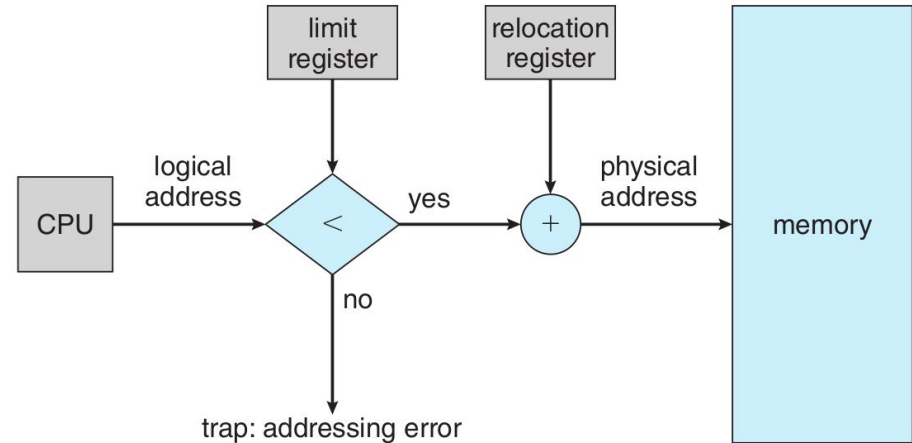 limit
register
relocation
register
logical
address
physical
address
CPU
<
yes
+
memory
no
trap: addressing error